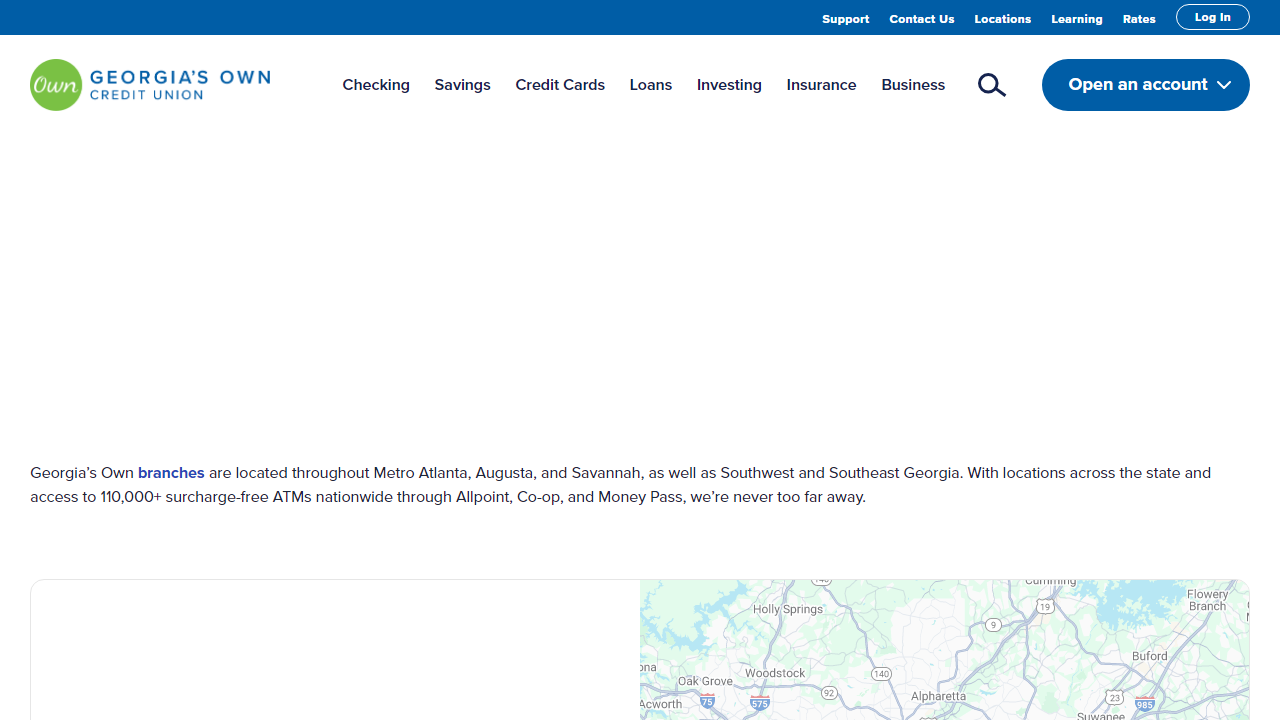 Support Contact Us Locations Learning Rates Log In
Own GEORGIA'S OWN
CREDIT UNION
Checking Savings Credit Cards Loans Investing Insurance Business Open an account
Georgia’s Own branches are located throughout Metro Atlanta, Augusta, and Savannah, as well as Southwest and Southeast Georgia. With locations across the state and
access to 110,000+ surcharge-free ATMs nationwide through Allpoint, Co-op, and Money Pass, we’re never too far away.
Cumming
Flowery
Branch
Holly Springs
19
9
Buford
Woodstock
140
Oak Grove
92
Alpharetta
23
985
75
575
Acworth
Suwanee